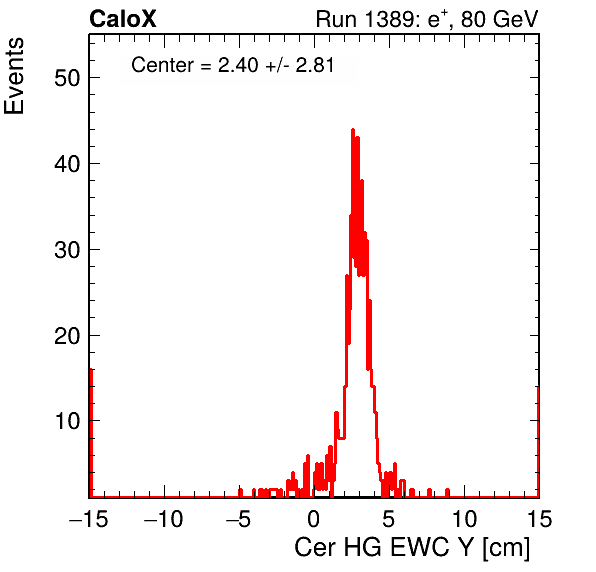 CaloX Run 1389: e⁺, 80 GeV
Center = 2.40 +/- 2.81
Events
50
40
30
20
10
−15 −10 −5 0 5 10 15
Cer HG EWC Y [cm]